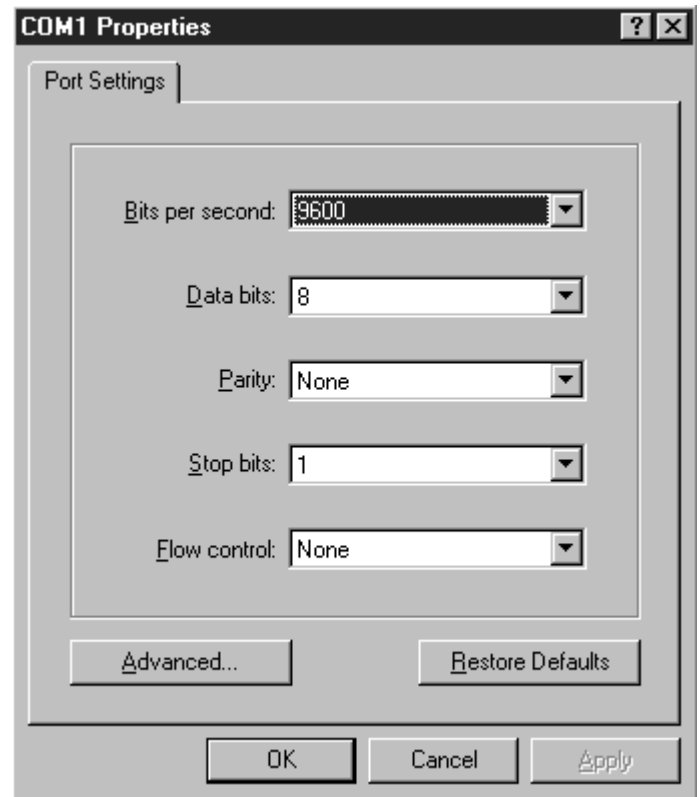 COM1 Properties
Port Settings
Bits per second: 9600
Data bits: 8
Parity: None
Stop bits: 1
Flow control: None
Advanced... Restore Defaults
OK Cancel Apply